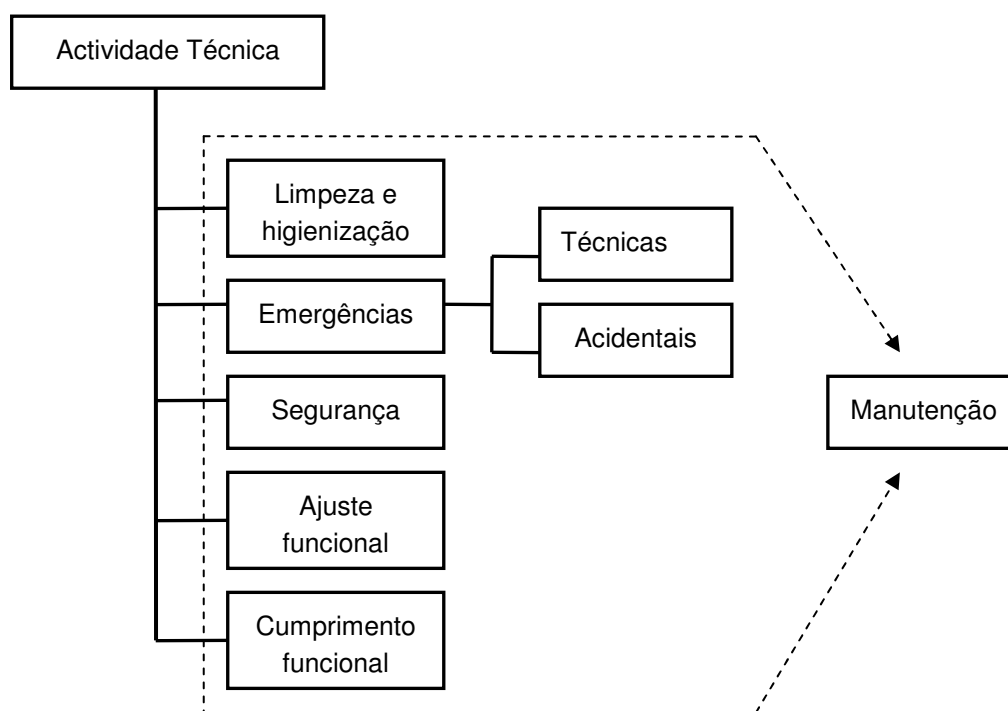 Actividade Técnica
Limpeza e
higienização
Técnicas
Emergências
Acidentais
Segurança
Manutenção
Ajuste
funcional
Cumprimento
funcional